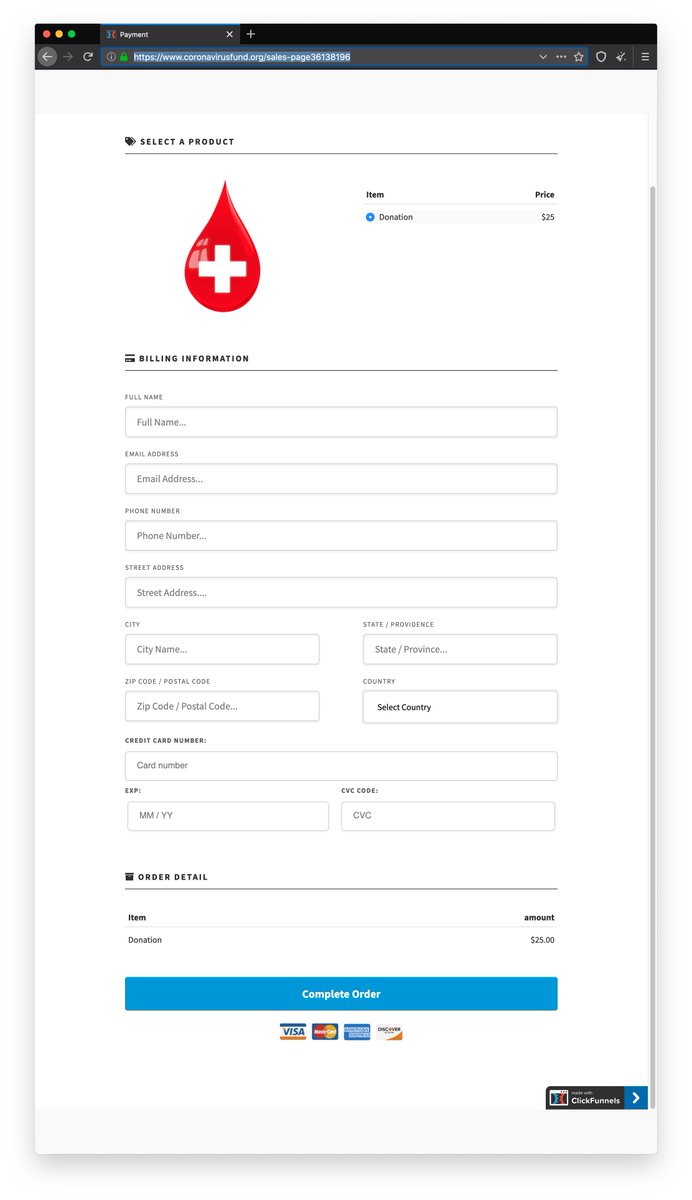 Payment
https://www.coronavirusfund.org/sales-page36138196
SELECT A PRODUCT
Item Price
Donation $25
BILLING INFORMATION
FULL NAME
Full Name...
EMAIL ADDRESS
Email Address...
PHONE NUMBER
Phone Number...
STREET ADDRESS
Street Address....
CITY STATE / PROVIDENCE
City Name... State / Province...
ZIP CODE / POSTAL CODE COUNTRY
Zip Code / Postal Code... Select Country
CREDIT CARD NUMBER:
Card number
EXP: CVC CODE:
MM / YY CVC
ORDER DETAIL
Item amount
Donation $25.00
Complete Order
VISA MasterCard AMERICAN EXPRESS DISCOVER
made with
ClickFunnels